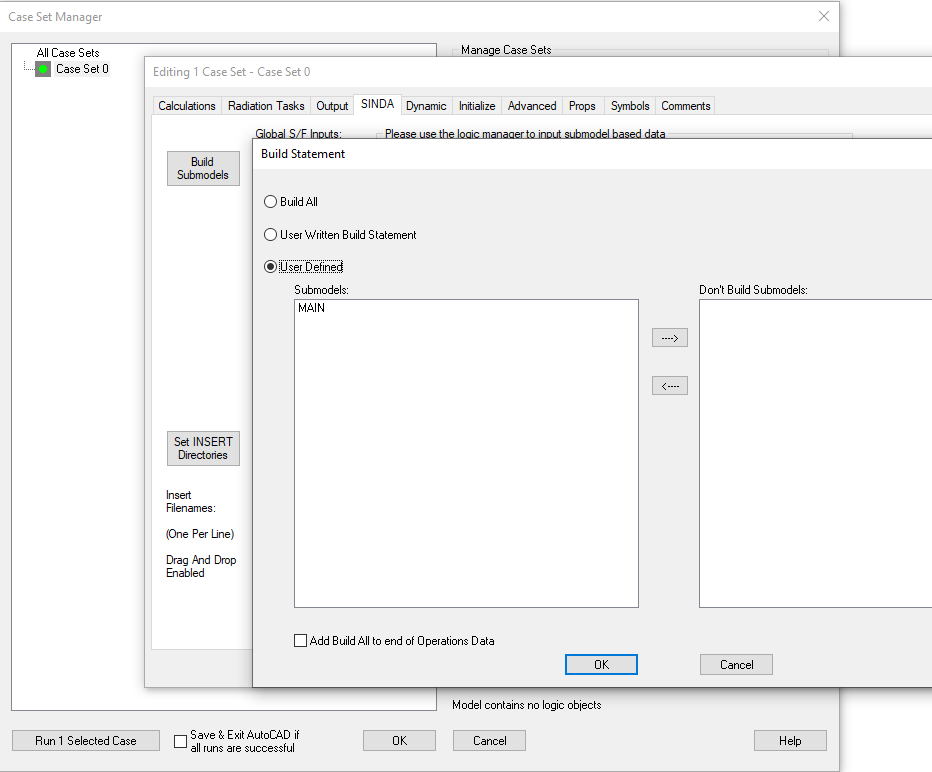 Case Set Manager
All Case Sets
Case Set 0
Manage Case Sets
Editing 1 Case Set - Case Set 0
Calculations Radiation Tasks Output SINDA Dynamic Initialize Advanced Props Symbols Comments
Global S/F Inputs:
Please use the logic manager to input submodel based data
Build
Submodels
Build Statement
Build All
User Written Build Statement
User Defined
Submodels:
Don't Build Submodels:
MAIN
---->
<----
Set INSERT
Directories
Insert
Filenames:
(One Per Line)
Drag And Drop
Enabled
Add Build All to end of Operations Data
OK
Cancel
Model contains no logic objects
Run 1 Selected Case
Save & Exit AutoCAD if
all runs are successful
OK
Cancel
Help